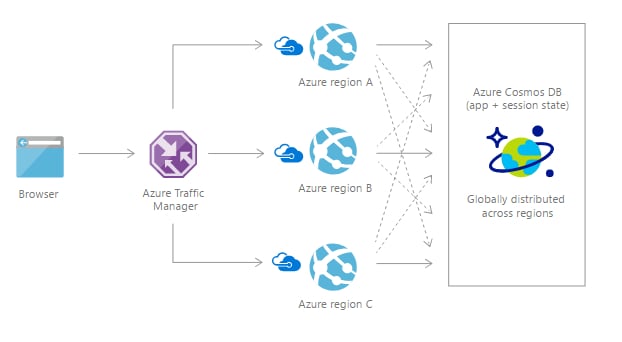 Azure region A
Azure Cosmos DB
(app + session state)
Browser
Azure Traffic
Manager
Azure region B
Globally distributed
across regions
Azure region C